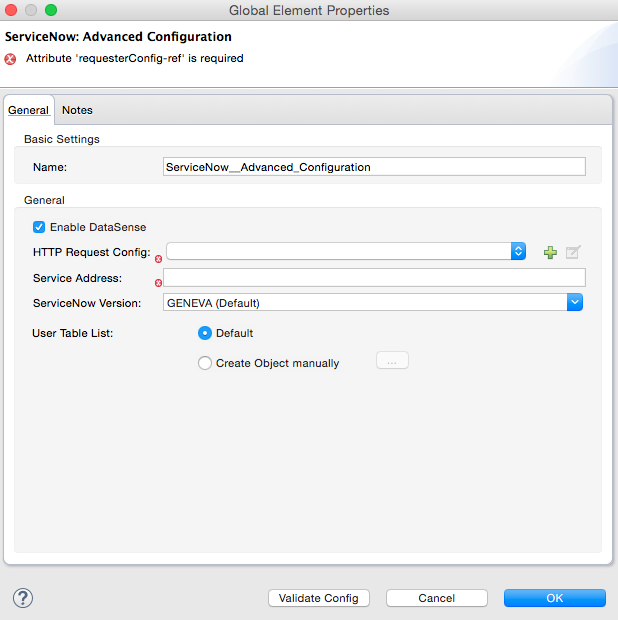 Global Element Properties
ServiceNow: Advanced Configuration
Attribute 'requesterConfig-ref' is required
General Notes
Basic Settings
Name: ServiceNow__Advanced_Configuration
General
Enable DataSense
HTTP Request Config:
Service Address:
ServiceNow Version: GENEVA (Default)
User Table List: Default
Create Object manually ...
? Validate Config Cancel OK